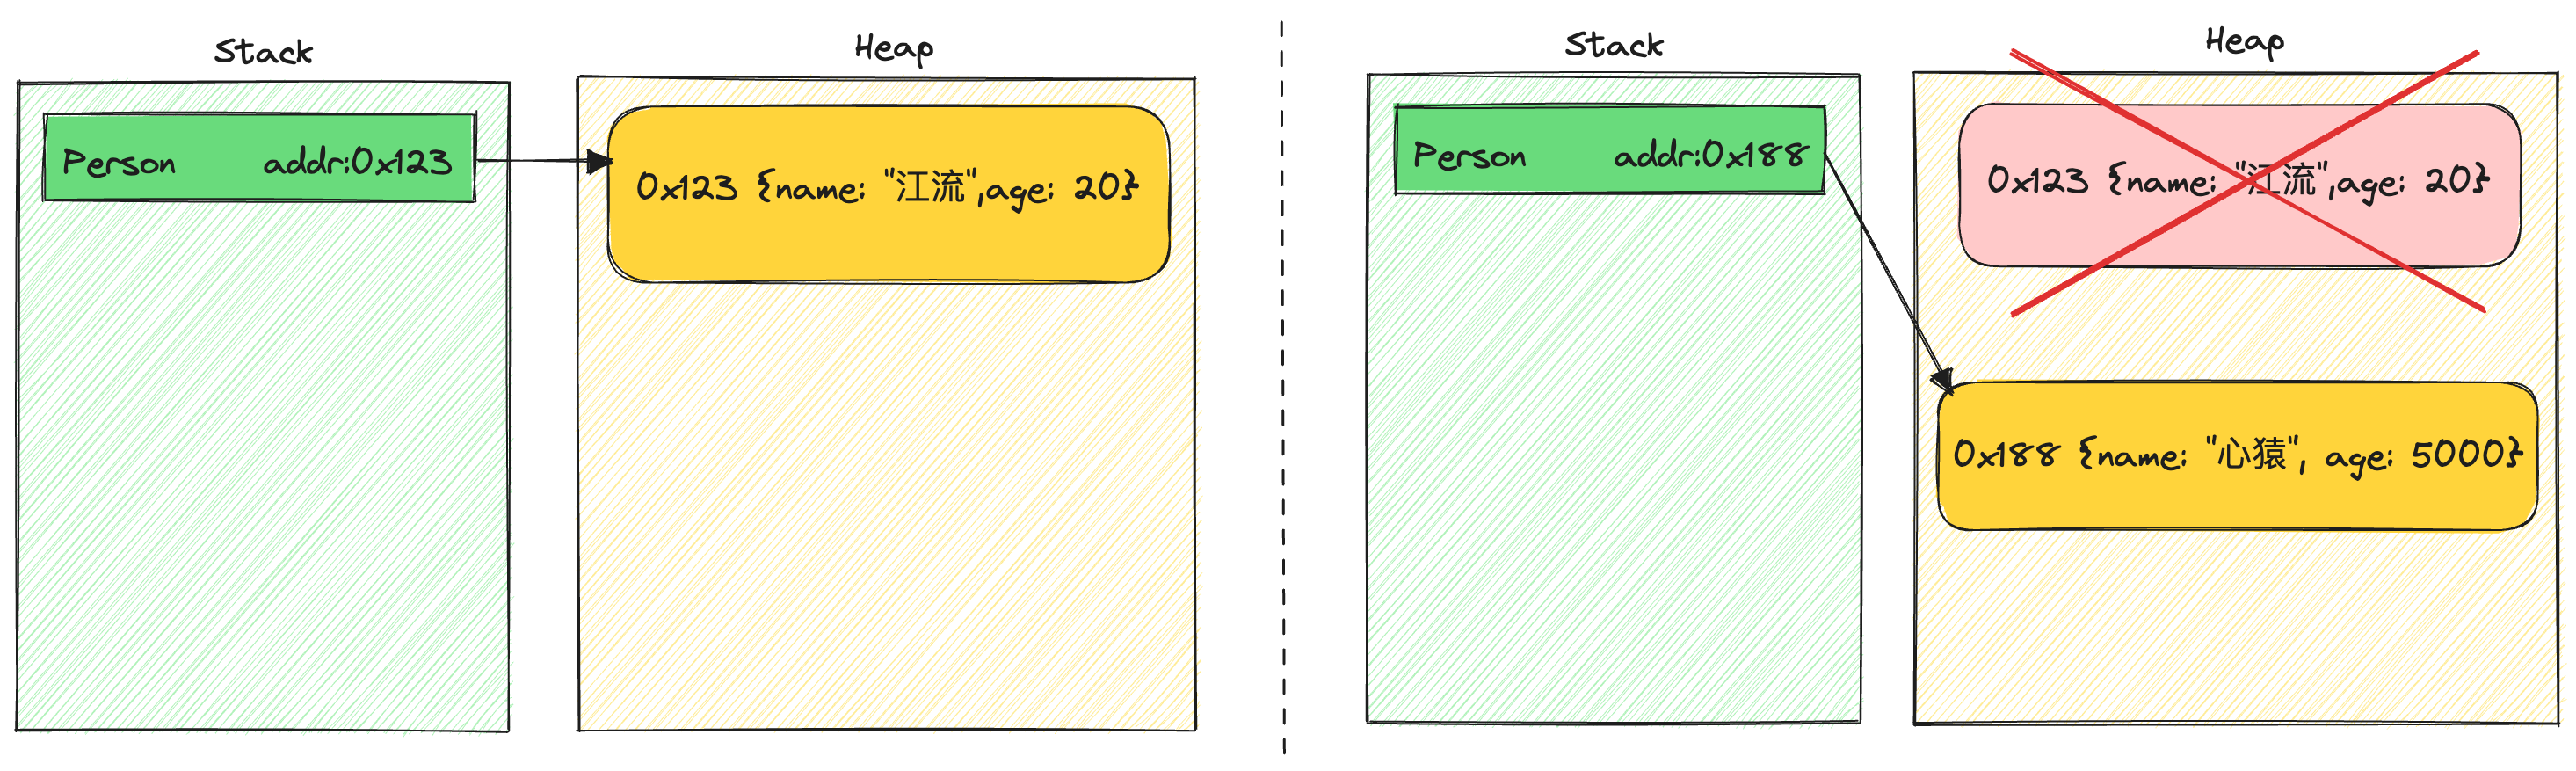 Stack
Heap
Person addr:0x123
0x123 {name: "江流",age: 20}
Stack
Heap
Person addr:0x188
0x123 {name: "江流",age: 20}
0x188 {name: "心猿", age: 5000}